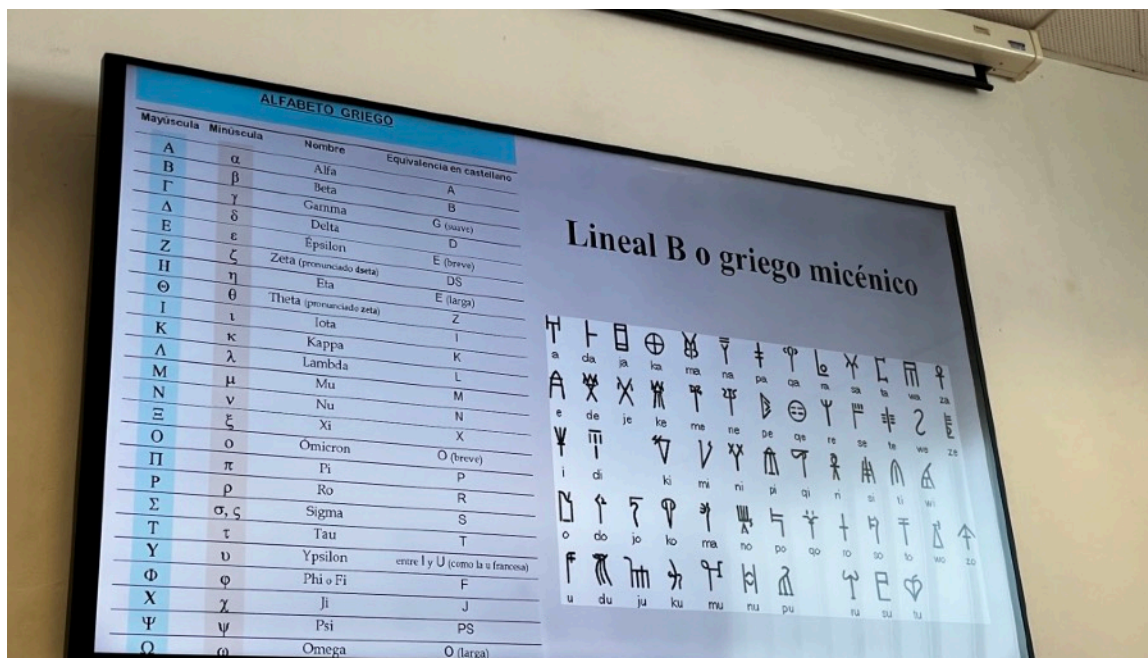 ALFABETO GRIEGO
Mayúscula Minúscula Nombre Equivalencia en castellano
Α α Alfa A
Β β Beta B
Γ γ Gamma G (suave)
Δ δ Delta D
Ε ε Épsilon E (breve)
Ζ ζ Zeta (pronunciado dseta) DS
Η η Eta E (larga)
Θ θ Theta (pronunciado zeta) Z
Ι ι Iota I
Κ κ Kappa K
Λ λ Lambda L
Μ μ Mu M
Ν ν Nu N
Ξ ξ Xi X
Ο ο Ómicron O (breve)
Π π Pi P
Ρ ρ Ro R
Σ σ, ς Sigma S
Τ τ Tau T
Υ υ Ypsilon entre I y U (como la u francesa)
Φ φ Phi o Fi F
Χ χ Ji J
Ψ ψ Psi PS
Ω ω Omega O (larga)
Lineal B o griego micénico
a da ja ka ma na pa qa ra sa ta wa za
e de je ke me ne pe qe re se te we ze
i di ki mi ni pi qi ri si ti wi
o do jo ko ma no po qo ro so to wo zo
u du ju ku mu nu pu ru su tu